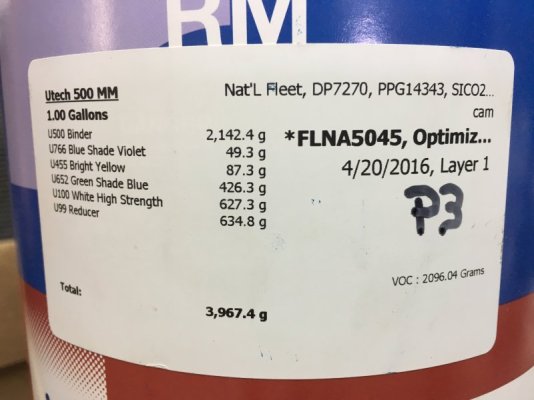 RM
Utech 500 MM
1.00 Gallons
U500 Binder 2,142.4 g
U766 Blue Shade Violet 49.3 g
U455 Bright Yellow 87.3 g
U652 Green Shade Blue 426.3 g
U100 White High Strength 627.3 g
U99 Reducer 634.8 g
Total: 3,967.4 g
Nat'L Fleet, DP7270, PPG14343, SICO2...
cam
*FLNA5045, Optimiz...
4/20/2016, Layer 1
P3
VOC : 2096.04 Grams